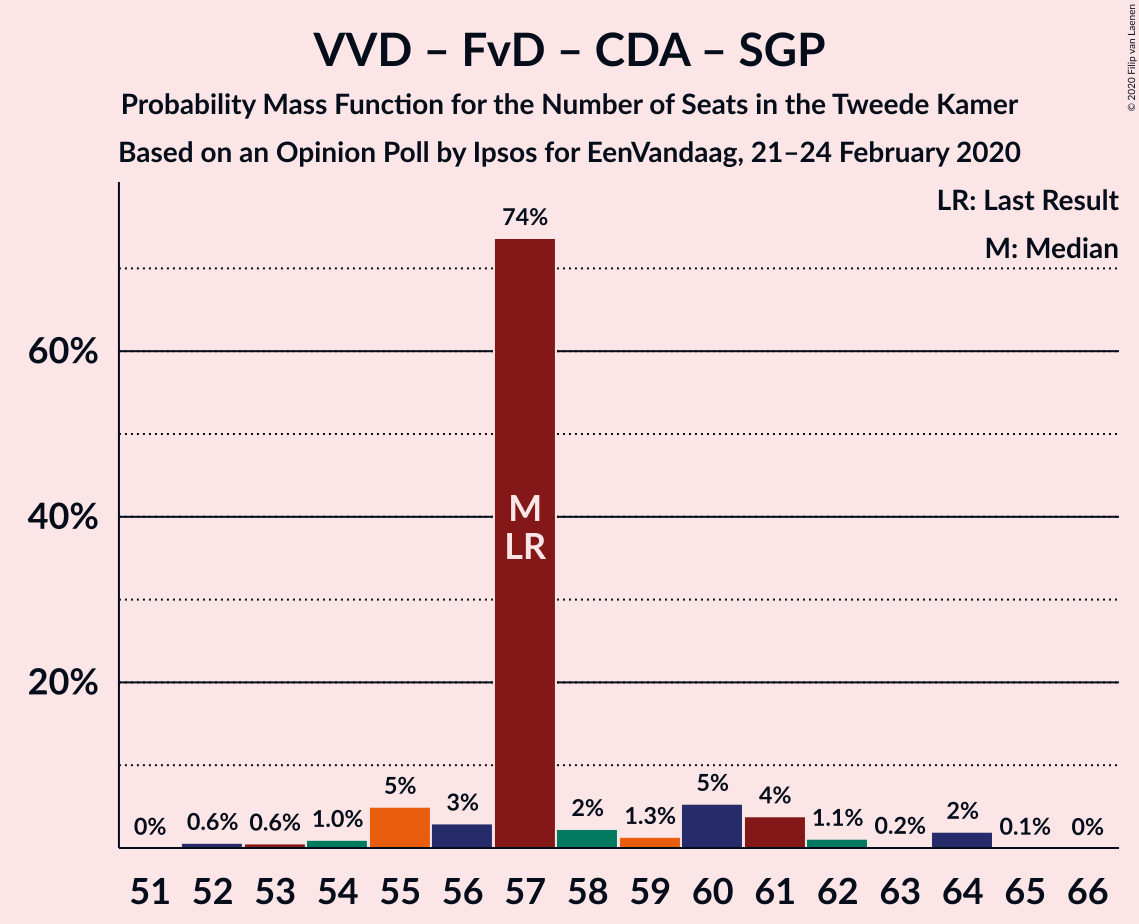 VVD – FvD – CDA – SGP
Probability Mass Function for the Number of Seats in the Tweede Kamer
Based on an Opinion Poll by Ipsos for EenVandaag, 21–24 February 2020
© 2020 Filip van Laenen
LR: Last Result
M: Median
60%
40%
20%
0% 0.6% 0.6% 1.0% 5% 3% 74% 2% 1.3% 5% 4% 1.1% 0.2% 2% 0.1% 0%
M
LR
51 52 53 54 55 56 57 58 59 60 61 62 63 64 65 66